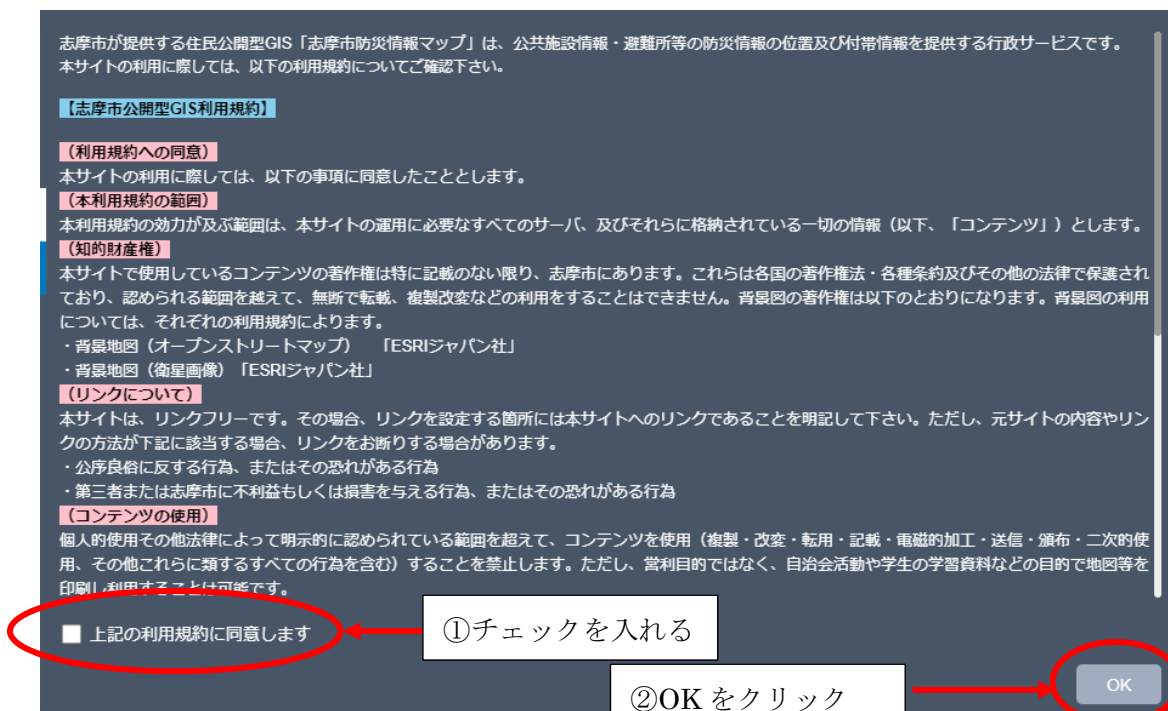 志摩市が提供する住民公開型GIS「志摩市防災情報マップ」は、公共施設情報・避難所等の防災情報の位置及び付帯情報を提供する行政サービスです。
本サイトの利用に際しては、以下の利用規約についてご確認下さい。
【志摩市公開型GIS利用規約】
（利用規約への同意）
本サイトの利用に際しては、以下の事項に同意したこととします。
（本利用規約の範囲）
本利用規約の効力が及ぶ範囲は、本サイトの運用に必要なすべてのサーバ、及びそれらに格納されている一切の情報（以下、「コンテンツ」）とします。
（知的財産権）
本サイトで使用しているコンテンツの著作権は特に記載のない限り、志摩市にあります。これらは各国の著作権法・各種条約及びその他の法律で保護され
ており、認められる範囲を越えて、無断で転載、複製改変などの利用をすることはできません。背景図の著作権は以下のとおりになります。背景図の利用
については、それぞれの利用規約によります。
・背景地図（オープンストリートマップ）　「ESRIジャパン社」
・背景地図（衛星画像）「ESRIジャパン社」
（リンクについて）
本サイトは、リンクフリーです。その場合、リンクを設定する箇所には本サイトへのリンクであることを明記して下さい。ただし、元サイトの内容やリン
クの方法が下記に該当する場合、リンクをお断りする場合があります。
・公序良俗に反する行為、またはその恐れがある行為
・第三者または志摩市に不利益もしくは損害を与える行為、またはその恐れがある行為
（コンテンツの使用）
個人的使用その他法律によって明示的に認められている範囲を超えて、コンテンツを使用（複製・改変・転用・記載・電磁的加工・送信・頒布・二次的使
用、その他これらに類するすべての行為を含む）することを禁止します。ただし、営利目的ではなく、自治会活動や学生の学習資料などの目的で地図等を
印刷し利用することは可能です。
上記の利用規約に同意します
①チェックを入れる
OK
②OK をクリック